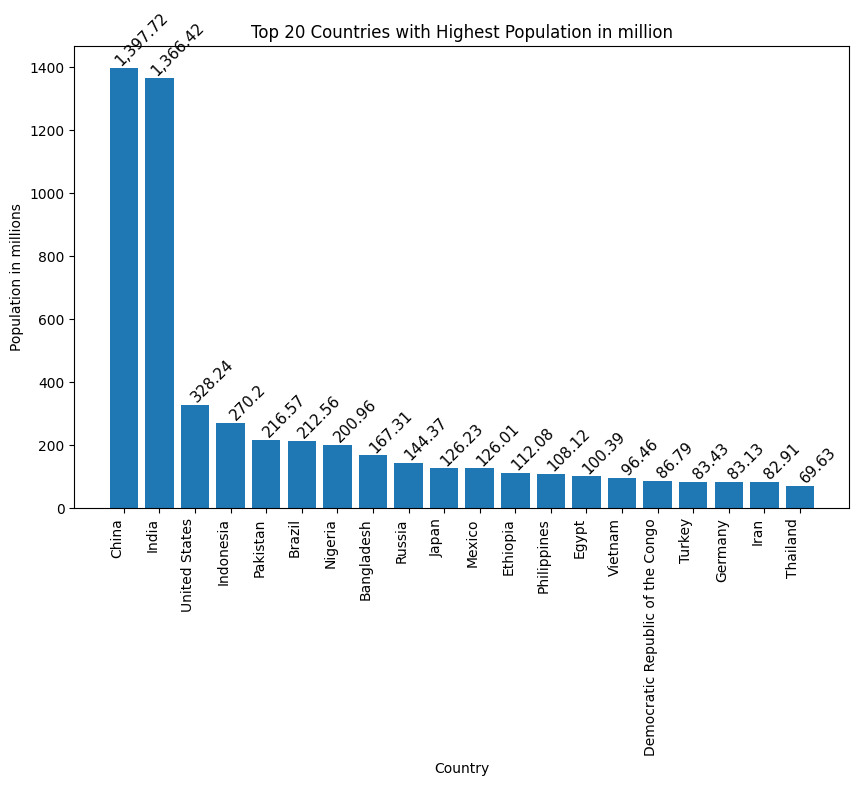 Top 20 Countries with Highest Population in million
Population in millions
1400
1200
1000
800
600
400
200
0
1,397.72
1,366.42
328.24
270.2
216.57
212.56
200.96
167.31
144.37
126.23
126.01
112.08
108.12
100.39
96.46
86.79
83.43
83.13
82.91
69.63
China
India
United States
Indonesia
Pakistan
Brazil
Nigeria
Bangladesh
Russia
Japan
Mexico
Ethiopia
Philippines
Egypt
Vietnam
Democratic Republic of the Congo
Turkey
Germany
Iran
Thailand
Country